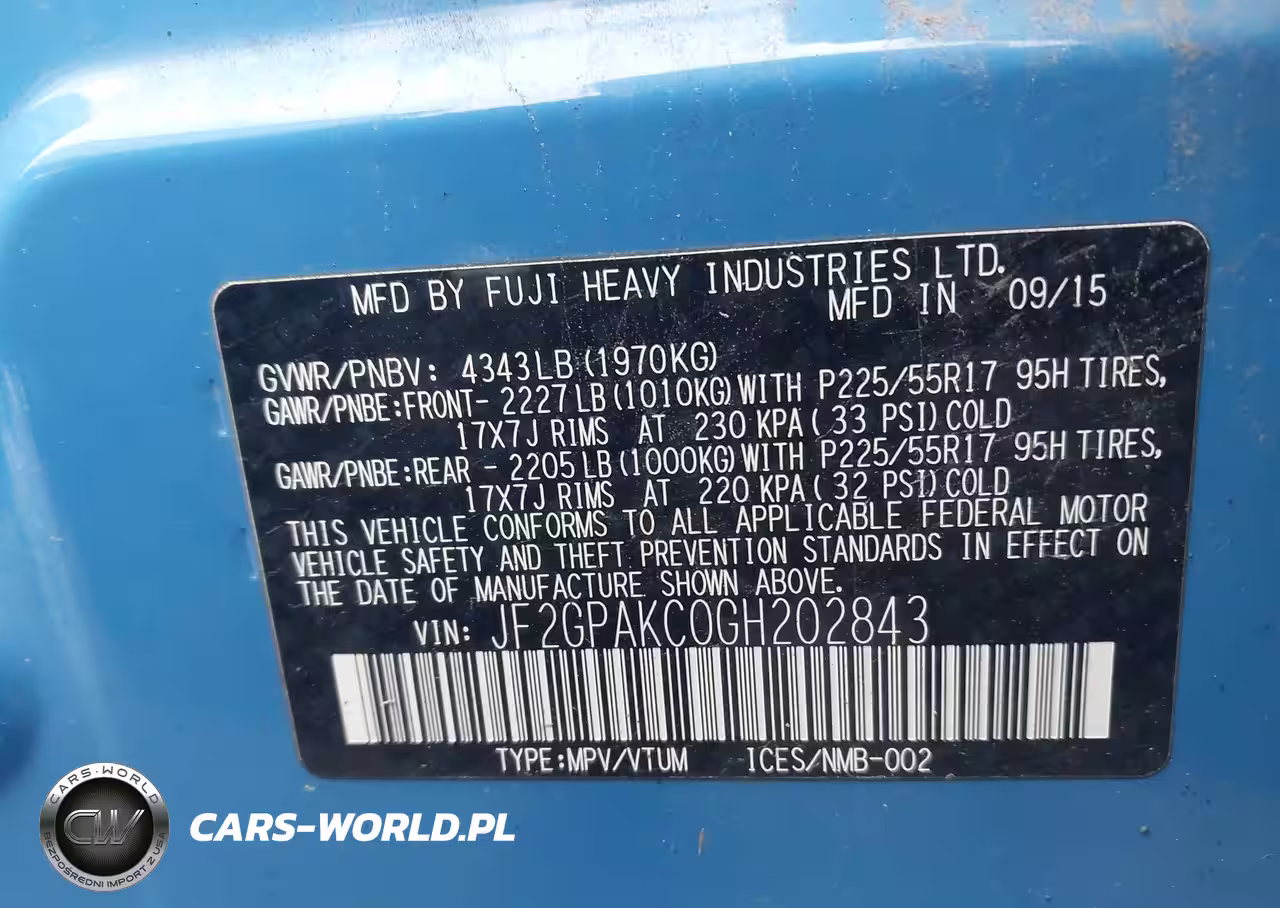 MFD BY FUJI HEAVY INDUSTRIES LTD.
MFD IN 09/15
GVWR/PNBV: 4343LB(1970KG)
GAWR/PNBE:FRONT- 2227LB(1010KG)WITH P225/55R17 95H TIRES,
17X7J RIMS AT 230 KPA( 33 PSI)COLD
GAWR/PNBE:REAR - 2205LB(1000KG)WITH P225/55R17 95H TIRES,
17X7J RIMS AT 220 KPA( 32 PSI)COLD
THIS VEHICLE CONFORMS TO ALL APPLICABLE FEDERAL MOTOR
VEHICLE SAFETY AND THEFT PREVENTION STANDARDS IN EFFECT ON
THE DATE OF MANUFACTURE SHOWN ABOVE.
VIN: JF2GPAKC0GH202843
TYPE:MPV/VTUM ICES/NMB-002
CARS-WORLD
CW
BEZPOŚREDNI IMPORT Z USA
CARS-WORLD.PL